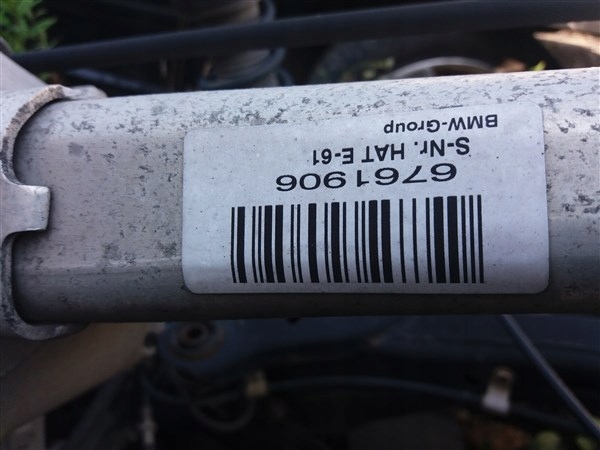 6761906
S-Nr. HAT E-61
BMW-Group